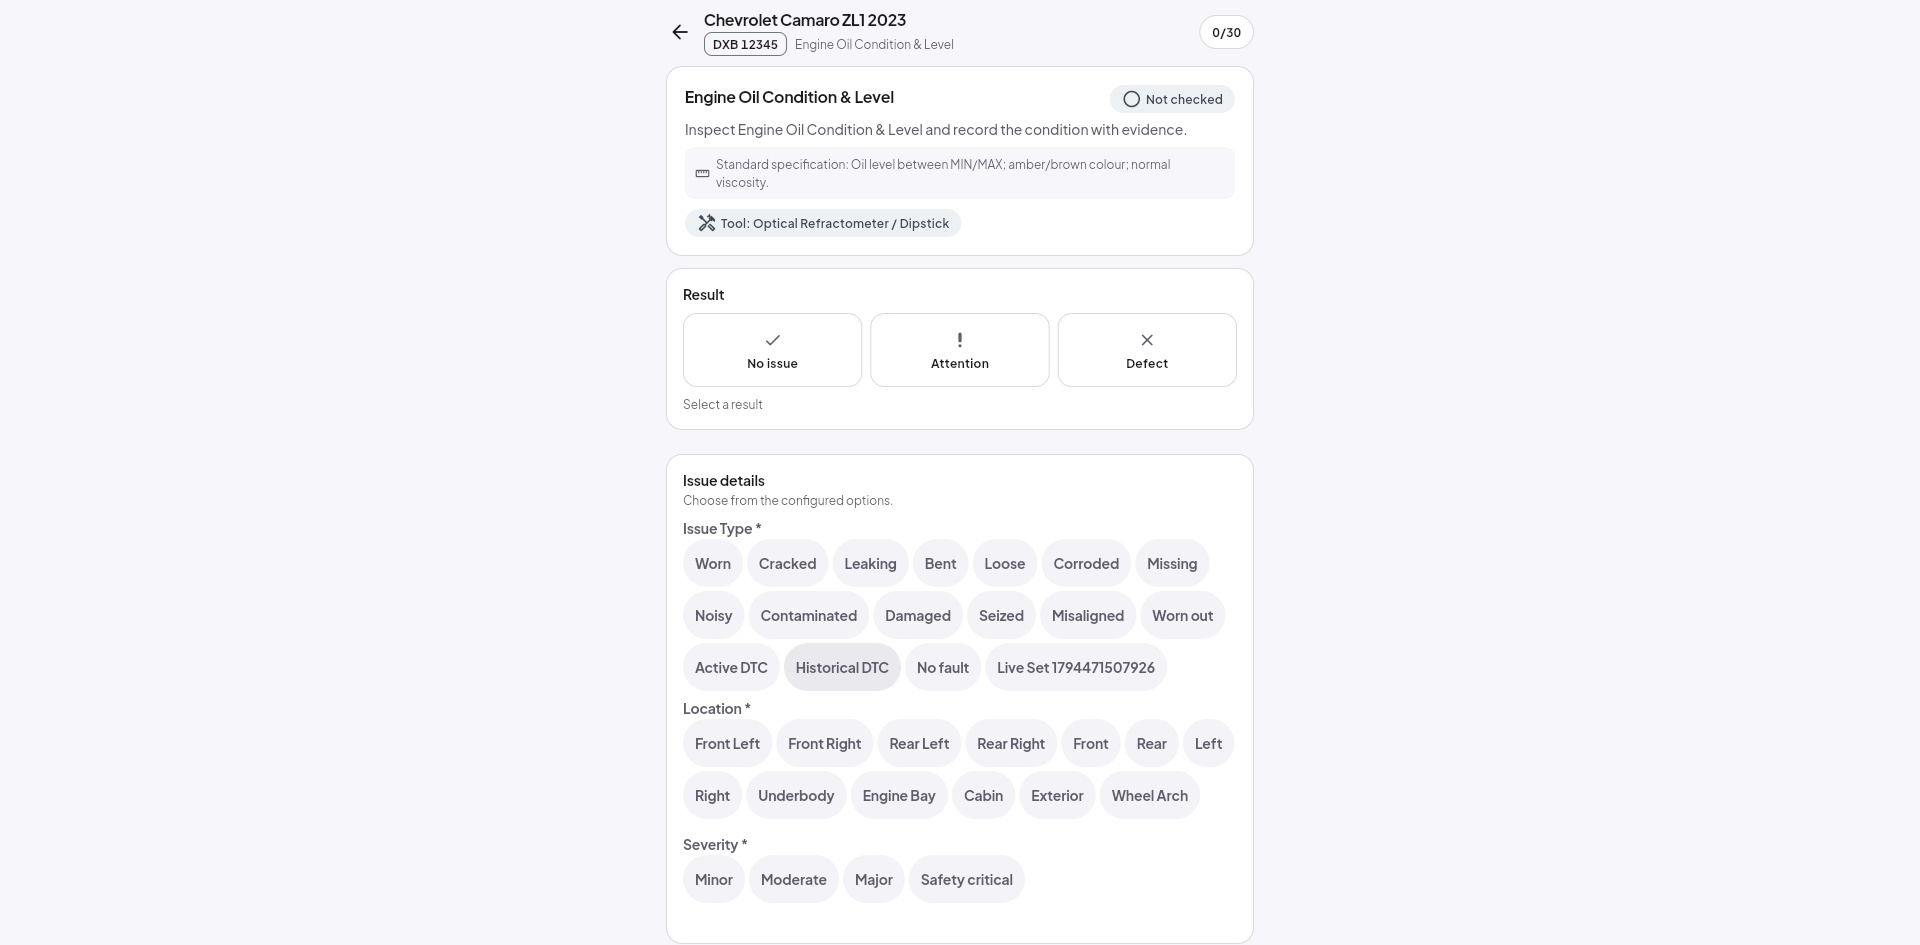 Chevrolet Camaro ZL1 2023
DXB 12345 Engine Oil Condition & Level
0/30
Engine Oil Condition & Level
Not checked
Inspect Engine Oil Condition & Level and record the condition with evidence.
Standard specification: Oil level between MIN/MAX; amber/brown colour; normal
viscosity.
Tool: Optical Refractometer / Dipstick
Result
No issue Attention Defect
Select a result
Issue details
Choose from the configured options.
Issue Type *
Worn Cracked Leaking Bent Loose Corroded Missing
Noisy Contaminated Damaged Seized Misaligned Worn out
Active DTC Historical DTC No fault Live Set 1794471507926
Location *
Front Left Front Right Rear Left Rear Right Front Rear Left
Right Underbody Engine Bay Cabin Exterior Wheel Arch
Severity *
Minor Moderate Major Safety critical